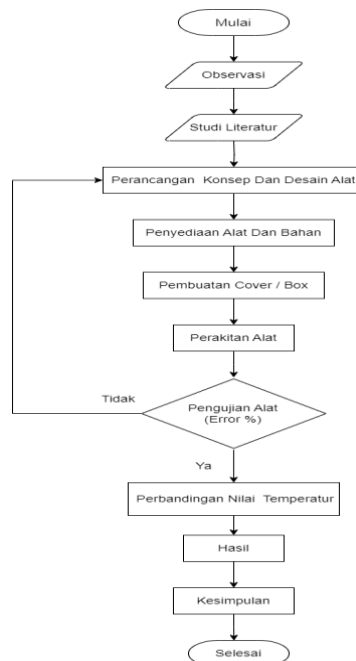 Mulai
Observasi
Studi Literatur
Perancangan Konsep Dan Desain Alat
Penyediaan Alat Dan Bahan
Pembuatan Cover / Box
Perakitan Alat
Tidak
Pengujian Alat
(Error %)
Ya
Perbandingan Nilai Temperatur
Hasil
Kesimpulan
Selesai